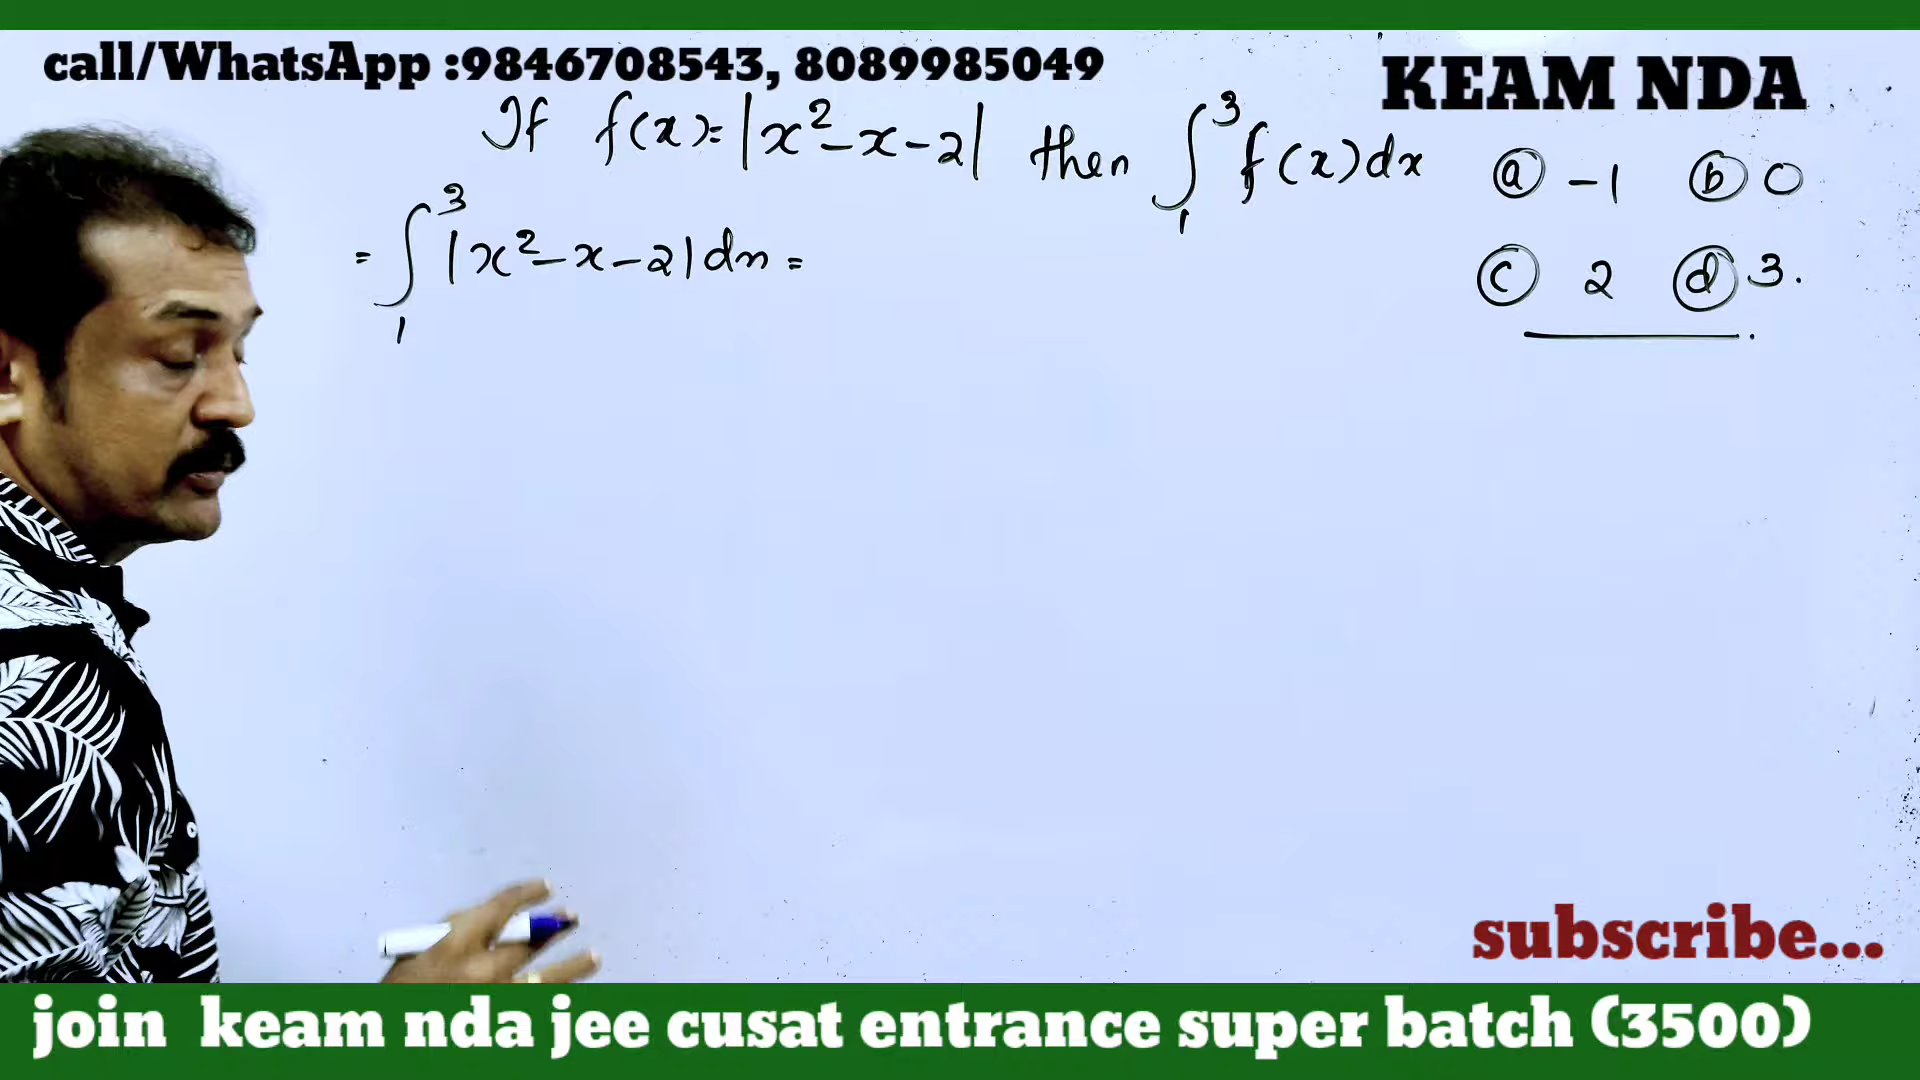 call/WhatsApp :9846708543, 8089985049
KEAM NDA
If f(x)=|x²-x-2| then ∫₁³ f(x)dx ⓐ -1 ⓑ 0
= ∫₁³ |x²-x-2|dx = ⓒ 2 ⓓ 3.
subscribe...
join keam nda jee cusat entrance super batch (3500)